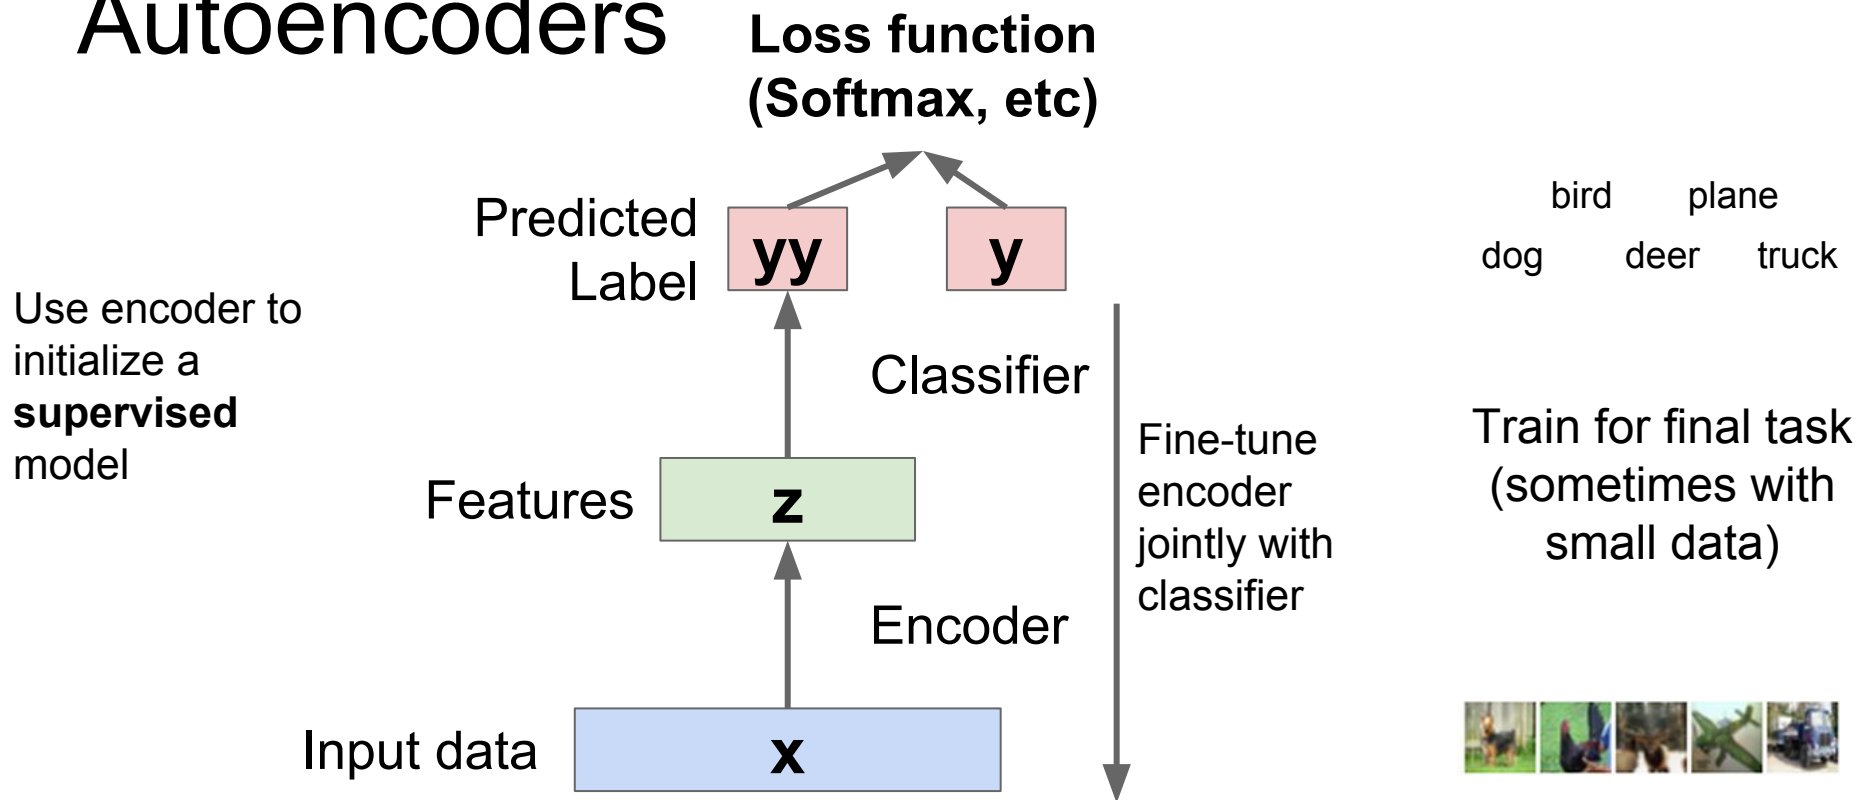 Autoencoders
Loss function
(Softmax, etc)
Predicted
Label
yy
y
bird plane
dog deer truck
Use encoder to
initialize a
supervised
model
Classifier
Fine-tune
encoder
jointly with
classifier
Train for final task
(sometimes with
small data)
Features
z
Encoder
Input data
x